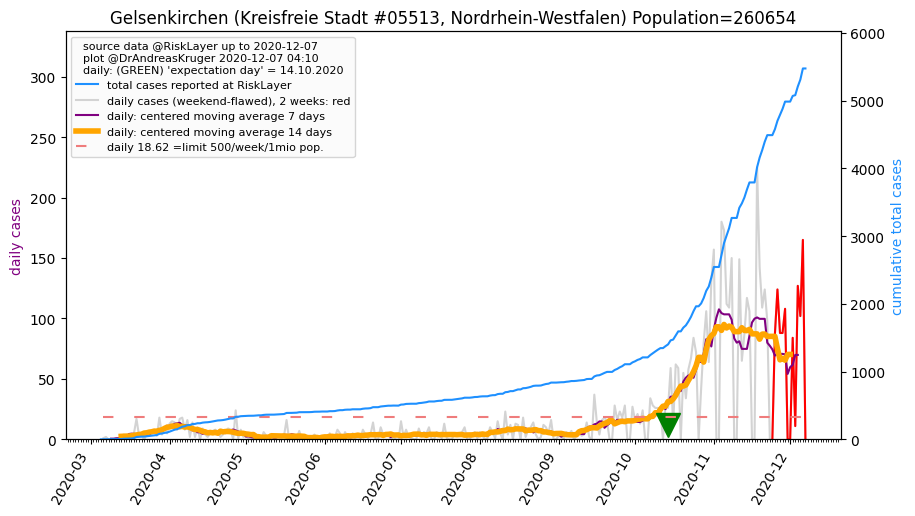 Gelsenkirchen (Kreisfreie Stadt #05513, Nordrhein-Westfalen) Population=260654
source data @RiskLayer up to 2020-12-07
plot @DrAndreasKruger 2020-12-07 04:10
daily: (GREEN) 'expectation day' = 14.10.2020
total cases reported at RiskLayer
daily cases (weekend-flawed), 2 weeks: red
daily: centered moving average 7 days
daily: centered moving average 14 days
daily 18.62 =limit 500/week/1mio pop.
daily cases
300
250
200
150
100
50
0
6000
5000
4000
3000
2000
1000
0
cumulative total cases
2020-03
2020-04
2020-05
2020-06
2020-07
2020-08
2020-09
2020-10
2020-11
2020-12